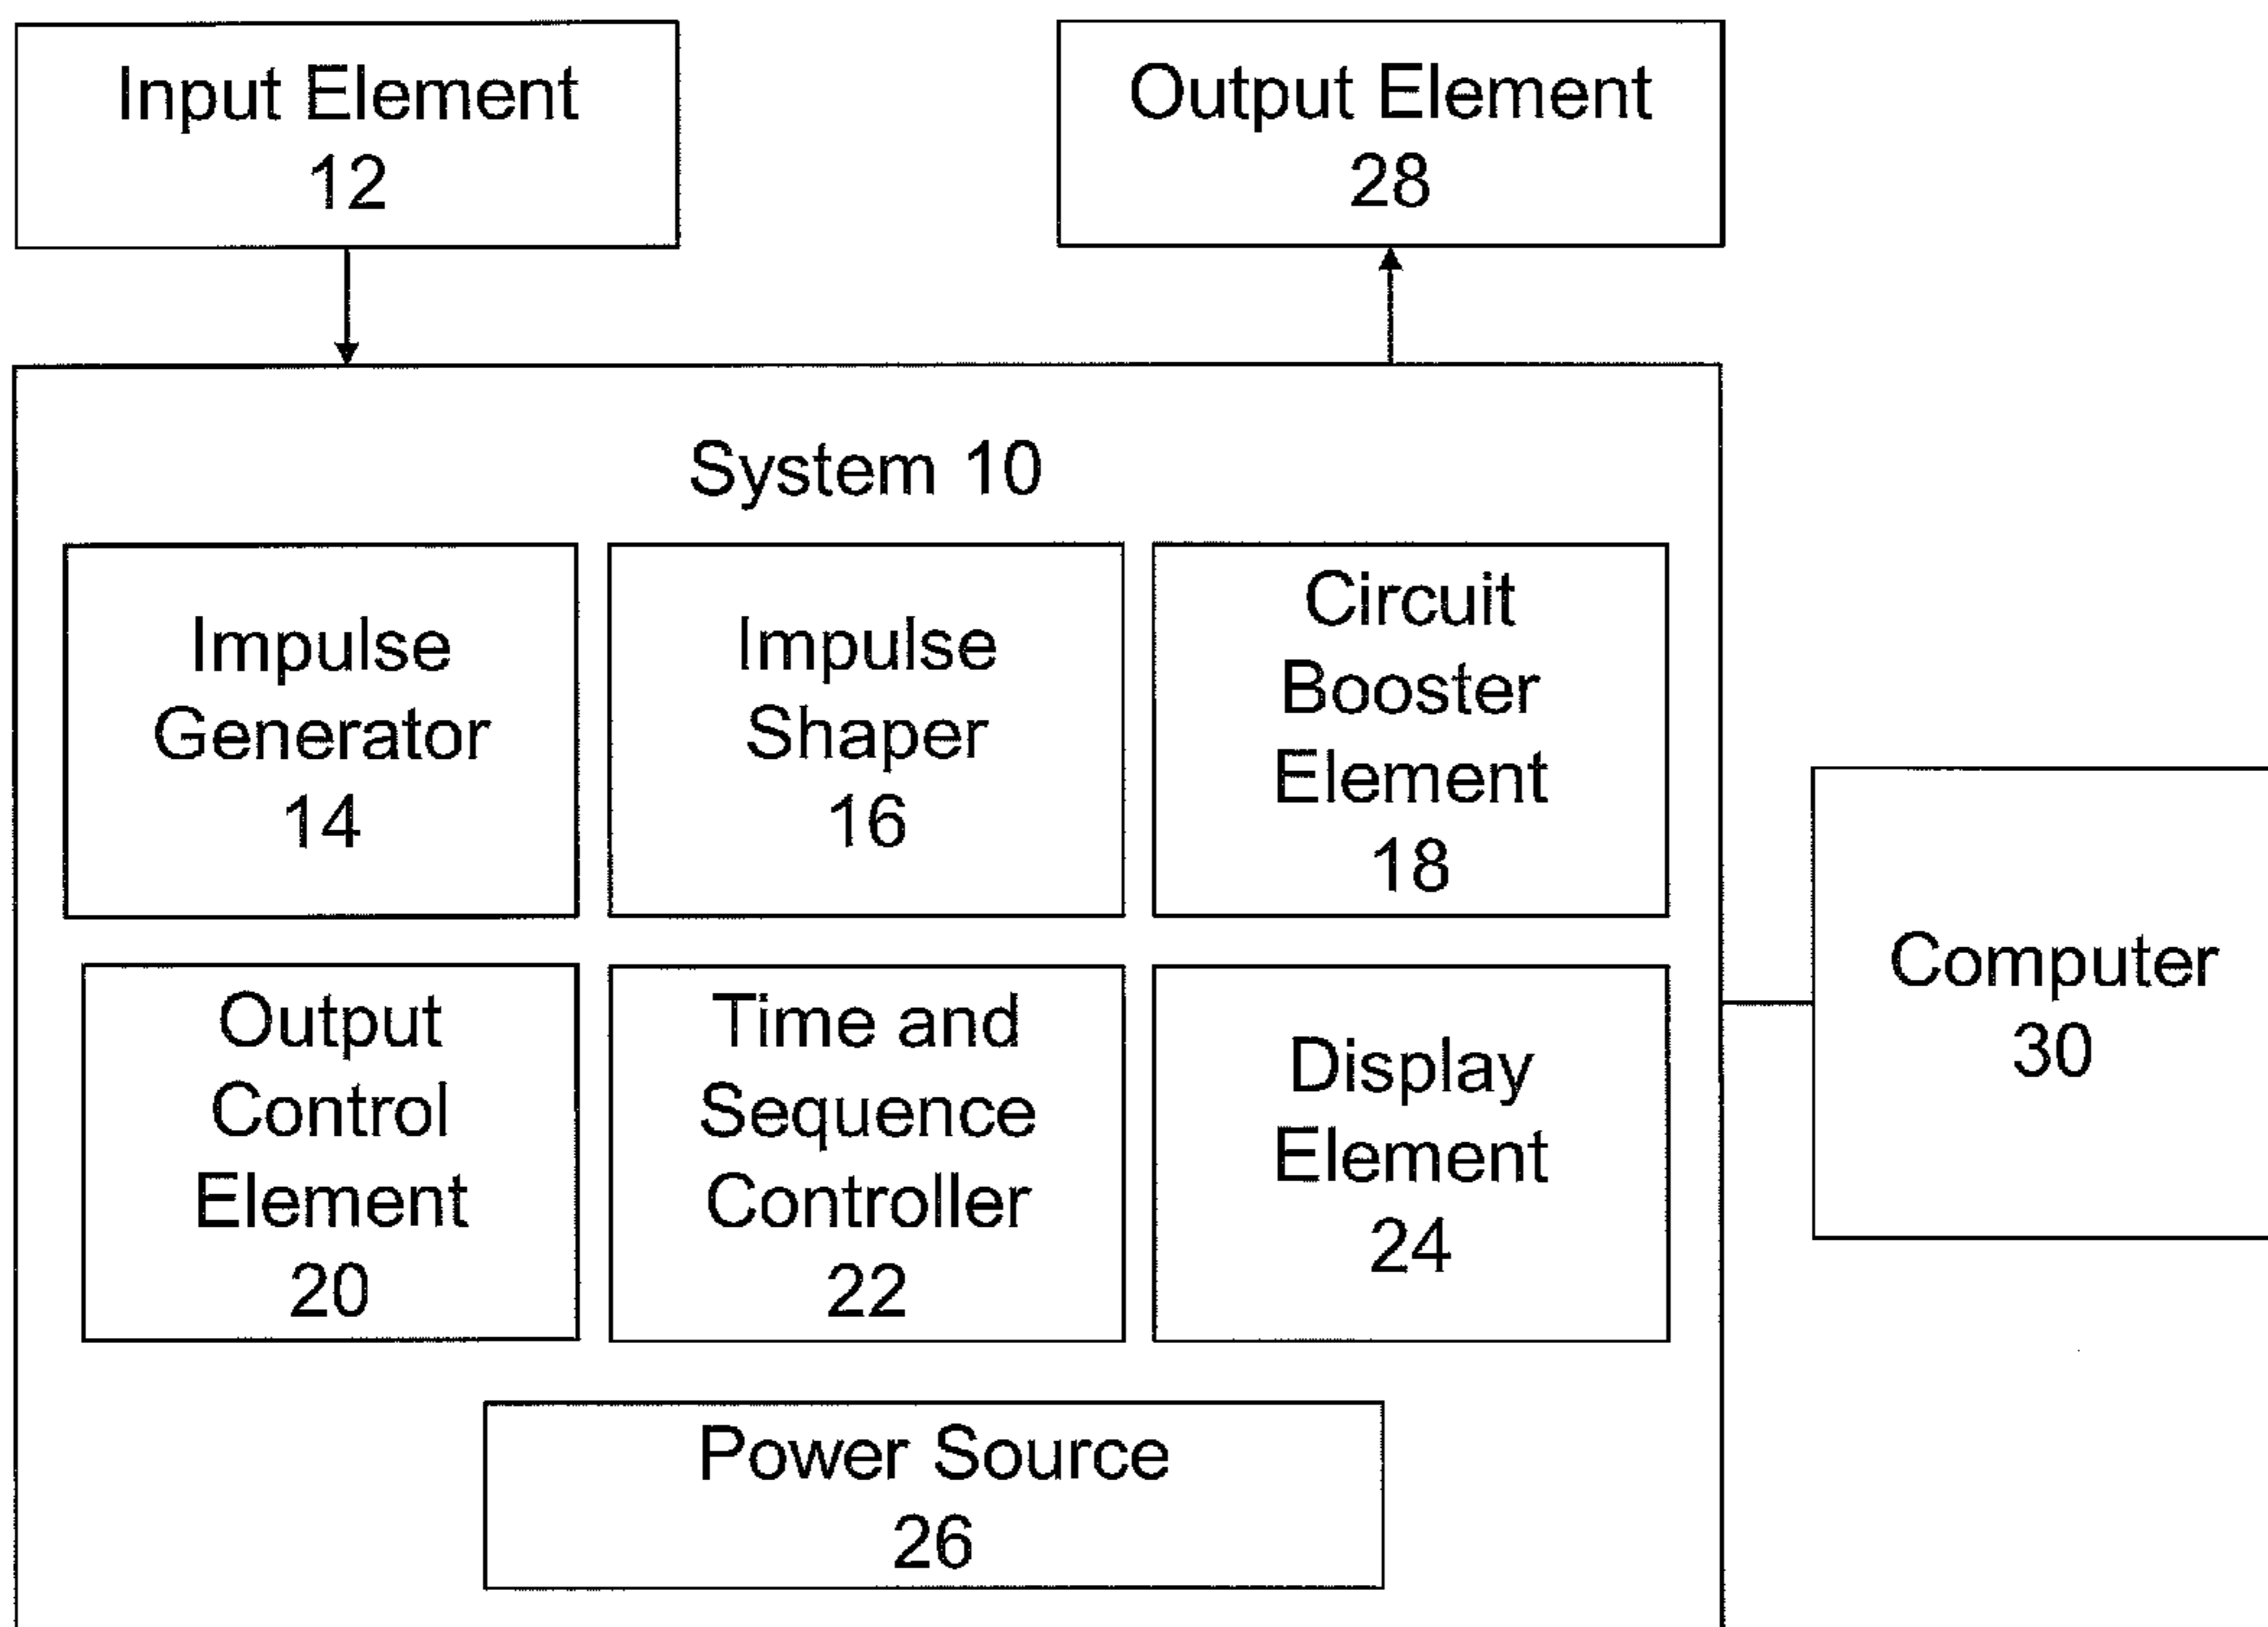 Input Element
12
Output Element
28
System 10
Impulse
Generator
14
Impulse
Shaper
16
Circuit
Booster
Element
18
Output
Control
Element
20
Time and
Sequence
Controller
22
Display
Element
24
Computer
30
Power Source
26